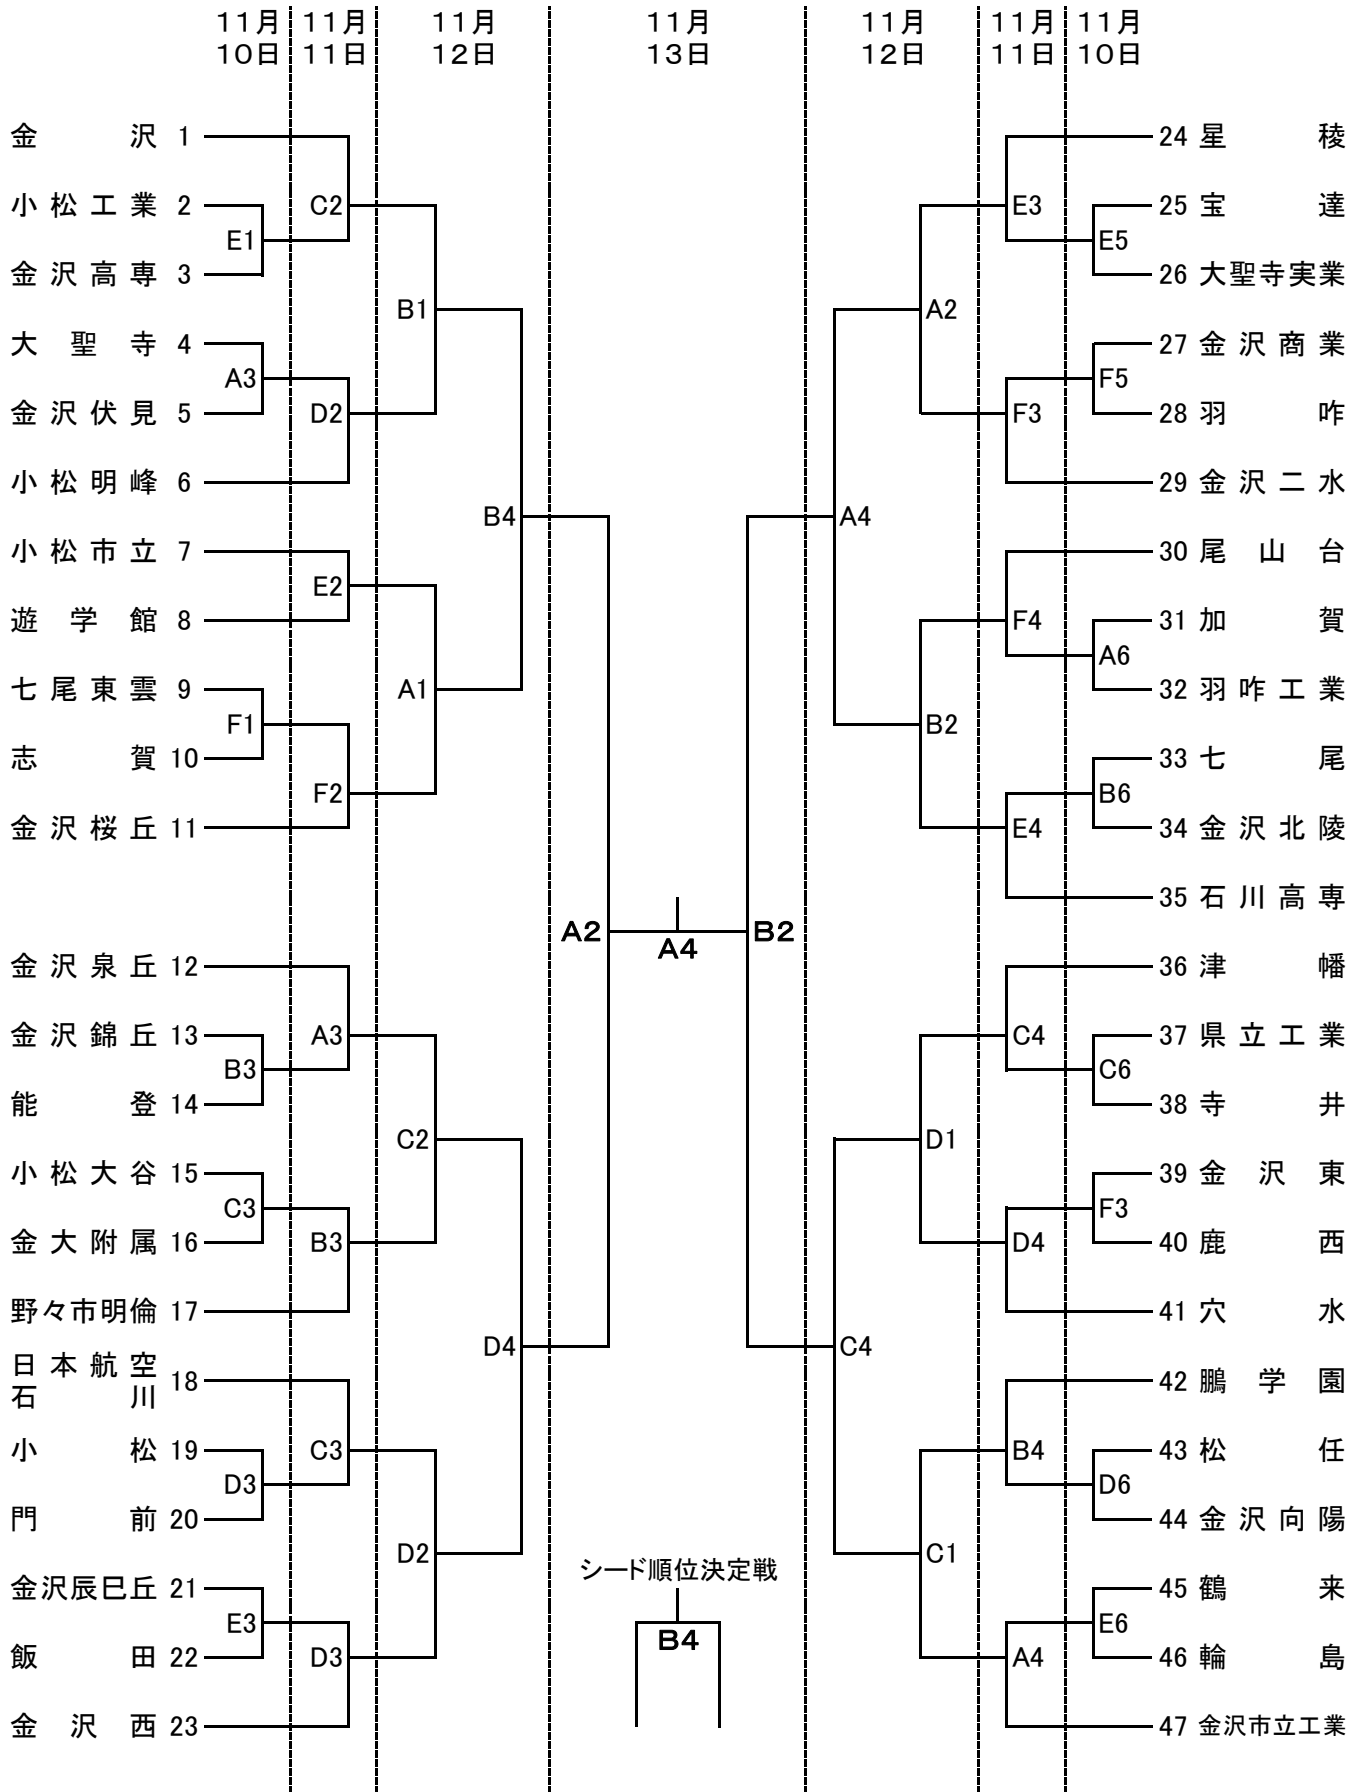 11月 11月 11月 11月 11月 11月 11月
10日 11日 12日 13日 12日 11日 10日
金沢 1
小松工業 2
金沢高専 3
大聖寺 4
金沢伏見 5
小松明峰 6
小松市立 7
遊学館 8
七尾東雲 9
志賀 10
金沢桜丘 11
金沢泉丘 12
金沢錦丘 13
能登 14
小松大谷 15
金大附属 16
野々市明倫 17
日本航空
石川 18
小松 19
門前 20
金沢辰巳丘 21
飯田 22
金沢西 23
E1
A3
F1
B3
C3
D3
E3
C2
D2
E2
F2
A3
B3
C3
D3
B1
A1
C2
D2
B4
D4
A2
A4
B2
シード順位決定戦
B4
A4
C4
A2
B2
D1
C1
E3
F3
F4
E4
C4
D4
B4
A4
E5
F5
A6
B6
C6
F3
D6
E6
24 星稜
25 宝達
26 大聖寺実業
27 金沢商業
28 羽咋
29 金沢二水
30 尾山台
31 加賀
32 羽咋工業
33 七尾
34 金沢北陵
35 石川高専
36 津幡
37 県立工業
38 寺井
39 金沢東
40 鹿西
41 穴水
42 鵬学園
43 松任
44 金沢向陽
45 鶴来
46 輪島
47 金沢市立工業